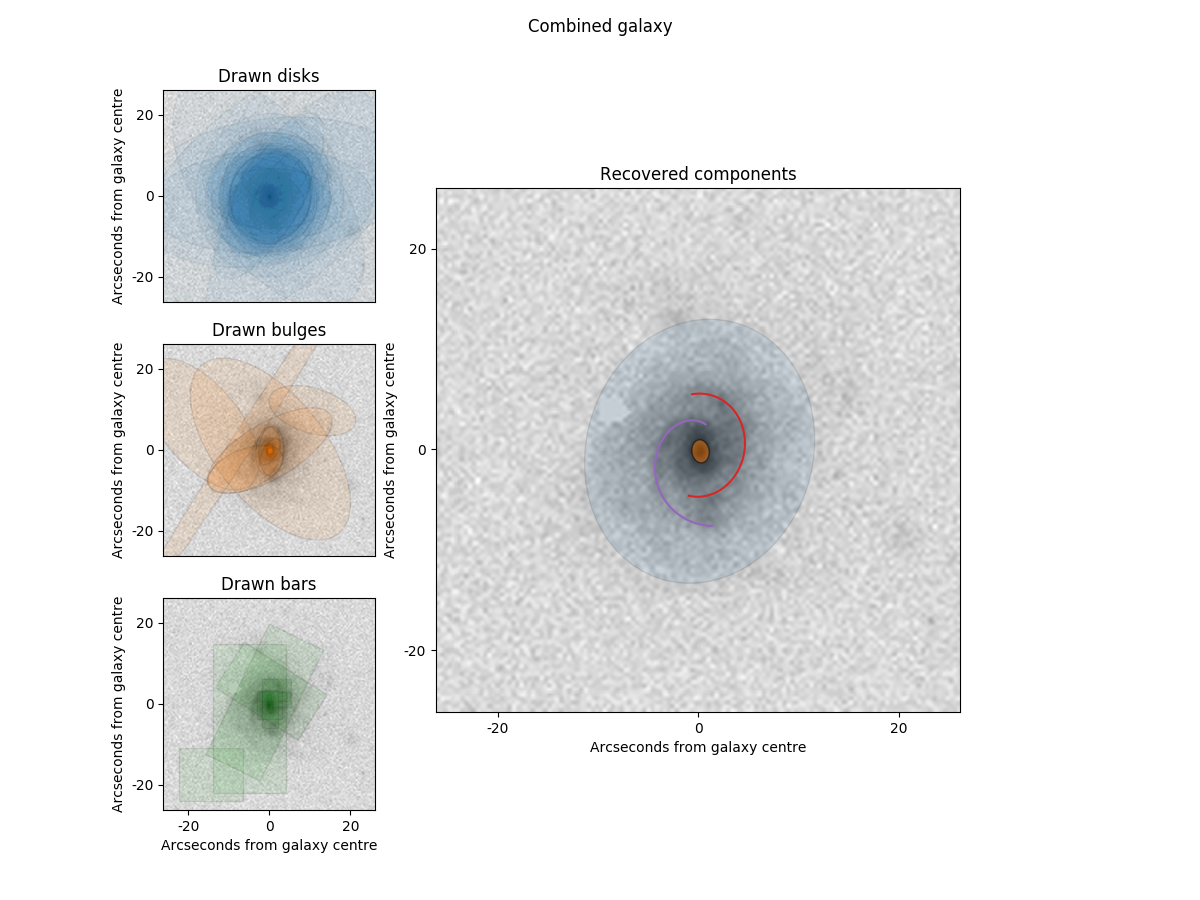 Combined galaxy
Drawn disks
Arcseconds from galaxy centre
20
0
-20
Drawn bulges
Arcseconds from galaxy centre
20
0
-20
Drawn bars
Arcseconds from galaxy centre
20
0
-20
-20 0 20
Arcseconds from galaxy centre
Recovered components
Arcseconds from galaxy centre
20
0
-20
-20 0 20
Arcseconds from galaxy centre